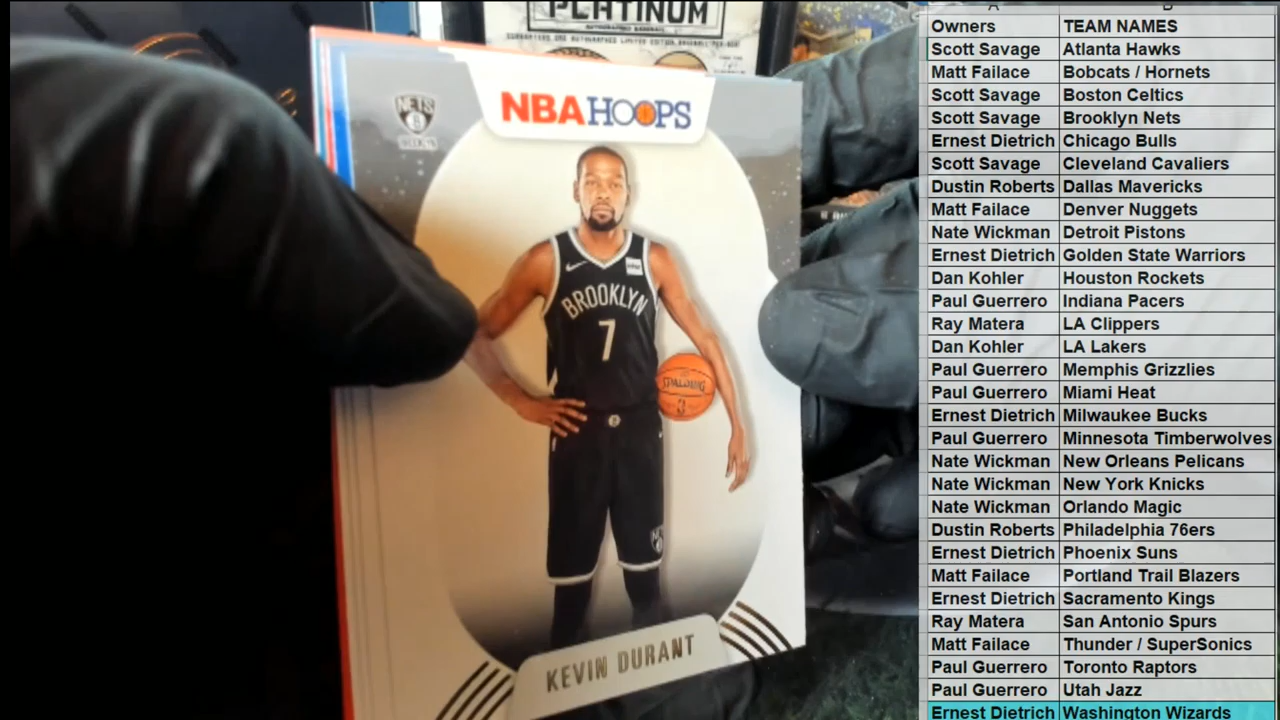 PLATINUM
NETS
BROOKLYN
NBA HOOPS
BROOKLYN
7
SPALDING
KEVIN DURANT
Owners TEAM NAMES
Scott Savage Atlanta Hawks
Matt Failace Bobcats / Hornets
Scott Savage Boston Celtics
Scott Savage Brooklyn Nets
Ernest Dietrich Chicago Bulls
Scott Savage Cleveland Cavaliers
Dustin Roberts Dallas Mavericks
Matt Failace Denver Nuggets
Nate Wickman Detroit Pistons
Ernest Dietrich Golden State Warriors
Dan Kohler Houston Rockets
Paul Guerrero Indiana Pacers
Ray Matera LA Clippers
Dan Kohler LA Lakers
Paul Guerrero Memphis Grizzlies
Paul Guerrero Miami Heat
Ernest Dietrich Milwaukee Bucks
Paul Guerrero Minnesota Timberwolves
Nate Wickman New Orleans Pelicans
Nate Wickman New York Knicks
Nate Wickman Orlando Magic
Dustin Roberts Philadelphia 76ers
Ernest Dietrich Phoenix Suns
Matt Failace Portland Trail Blazers
Ernest Dietrich Sacramento Kings
Ray Matera San Antonio Spurs
Matt Failace Thunder / SuperSonics
Paul Guerrero Toronto Raptors
Paul Guerrero Utah Jazz
Ernest Dietrich Washington Wizards